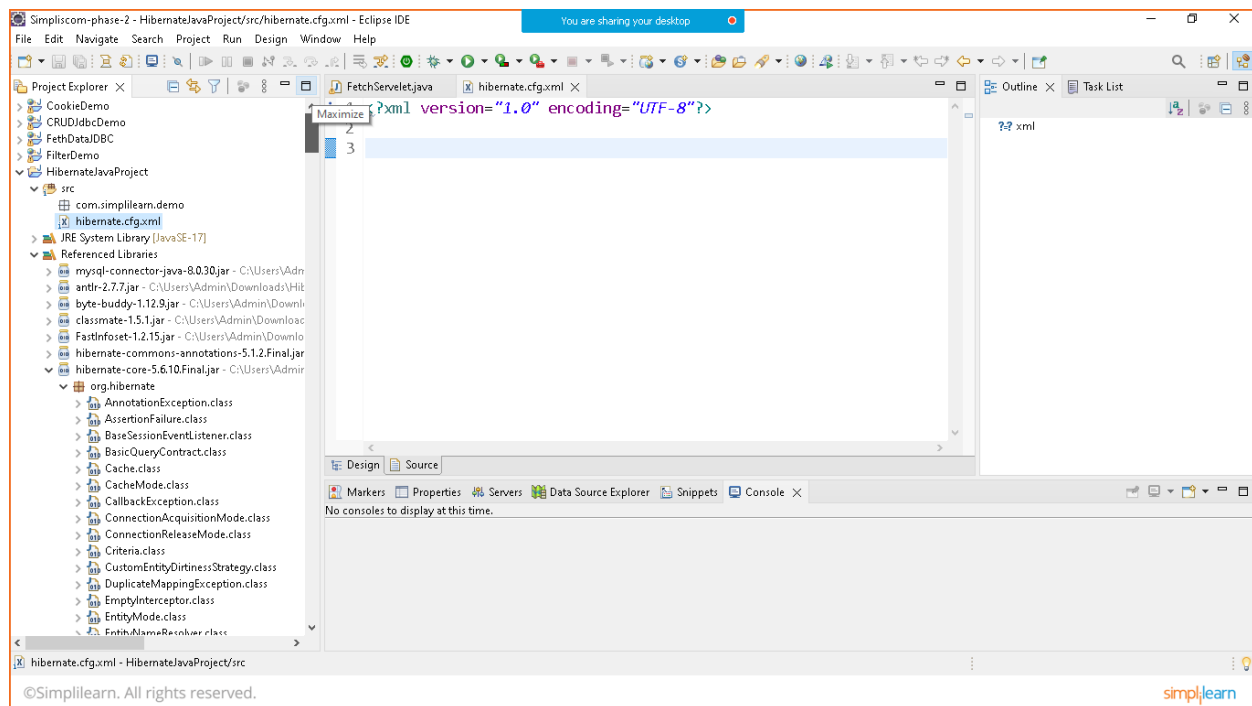 Simpliscom-phase-2 - HibernateJavaProject/src/hibernate.cfg.xml - Eclipse IDE
You are sharing your desktop
File Edit Navigate Search Project Run Design Window Help
Project Explorer
CookieDemo
CRUDJdbcDemo
FethDataJDBC
FilterDemo
HibernateJavaProject
src
com.simplilearn.demo
hibernate.cfg.xml
JRE System Library [JavaSE-17]
Referenced Libraries
mysql-connector-java-8.0.30.jar - C:\Users\Adm
antlr-2.7.7.jar - C:\Users\Admin\Downloads\Hib
byte-buddy-1.12.9.jar - C:\Users\Admin\Downl
classmate-1.5.1.jar - C:\Users\Admin\Downloac
FastInfoset-1.2.15.jar - C:\Users\Admin\Downlo
hibernate-commons-annotations-5.1.2.Final.jar
hibernate-core-5.6.10.Final.jar - C:\Users\Admir
org.hibernate
AnnotationException.class
AssertionFailure.class
BaseSessionEventListener.class
BasicQueryContract.class
Cache.class
CacheMode.class
CallbackException.class
ConnectionAcquisitionMode.class
ConnectionReleaseMode.class
Criteria.class
CustomEntityDirtinessStrategy.class
DuplicateMappingException.class
EmptyInterceptor.class
EntityMode.class
EntityNameResolver.class
Maximize
FetchServelet.java hibernate.cfg.xml
?xml version="1.0" encoding="UTF-8"?>
2
3
Design Source
Outline Task List
?=? xml
Markers Properties Servers Data Source Explorer Snippets Console
No consoles to display at this time.
hibernate.cfg.xml - HibernateJavaProject/src
©Simplilearn. All rights reserved.
simplilearn